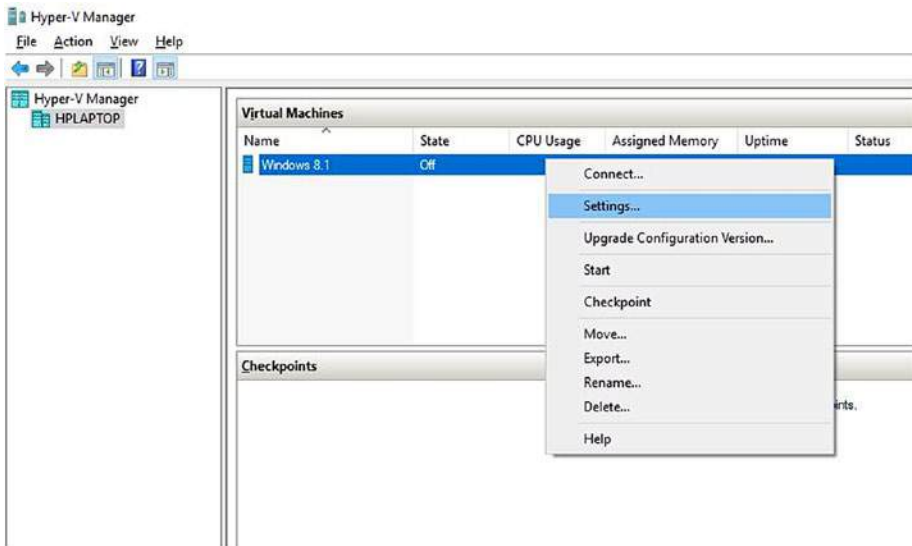 Hyper-V Manager
File Action View Help
Hyper-V Manager
HPLAPTOP
Virtual Machines
Name State CPU Usage Assigned Memory Uptime Status
Windows 8.1 Off
Connect...
Settings...
Upgrade Configuration Version...
Start
Checkpoint
Move...
Export...
Rename...
Delete...
Help
Checkpoints